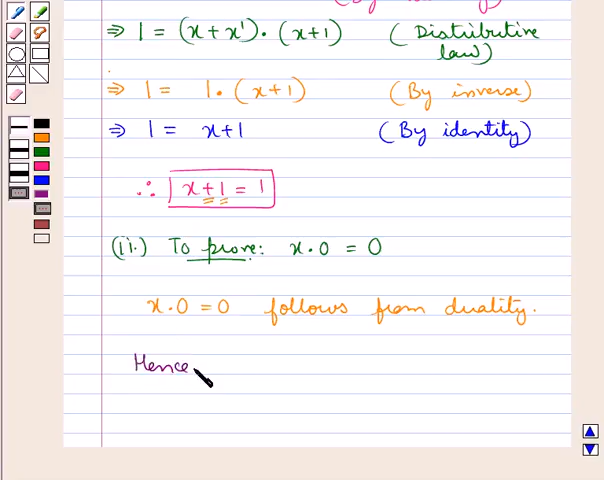 ⇒ 1 = (x + x') · (x+1) (Distributive law)
⇒ 1 = 1 · (x+1) (By inverse)
⇒ 1 = x+1 (By identity)
∴ x + 1 = 1
(ii.) To prove: x · 0 = 0
x · 0 = 0 follows from duality.
Hence